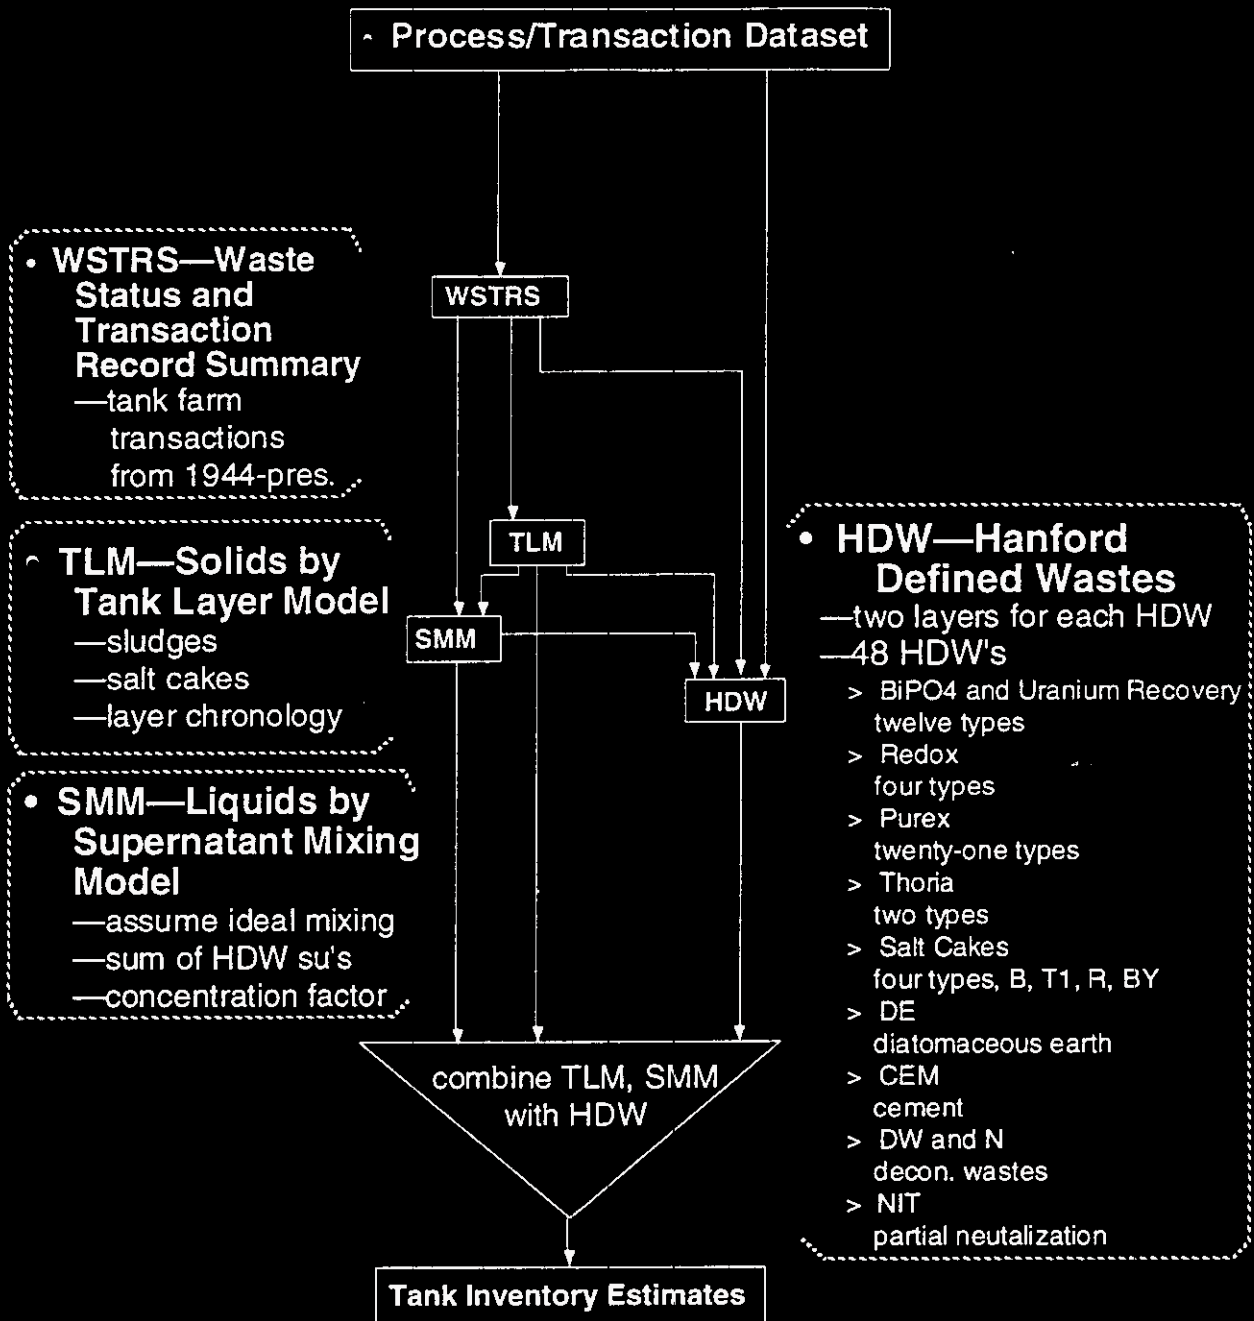 Process/Transaction Dataset
• WSTRS—Waste
Status and
Transaction
Record Summary
—tank farm
transactions
from 1944-pres.
WSTRS
TLM
SMM
HDW
TLM—Solids by
Tank Layer Model
—sludges
—salt cakes
—layer chronology
• SMM—Liquids by
Supernatant Mixing
Model
—assume ideal mixing
—sum of HDW su's
—concentration factor
• HDW—Hanford
Defined Wastes
—two layers for each HDW
—48 HDW's
> BiPO4 and Uranium Recovery
twelve types
> Redox
four types
> Purex
twenty-one types
> Thoria
two types
> Salt Cakes
four types, B, T1, R, BY
> DE
diatomaceous earth
> CEM
cement
> DW and N
decon. wastes
> NIT
partial neutalization
combine TLM, SMM
with HDW
Tank Inventory Estimates